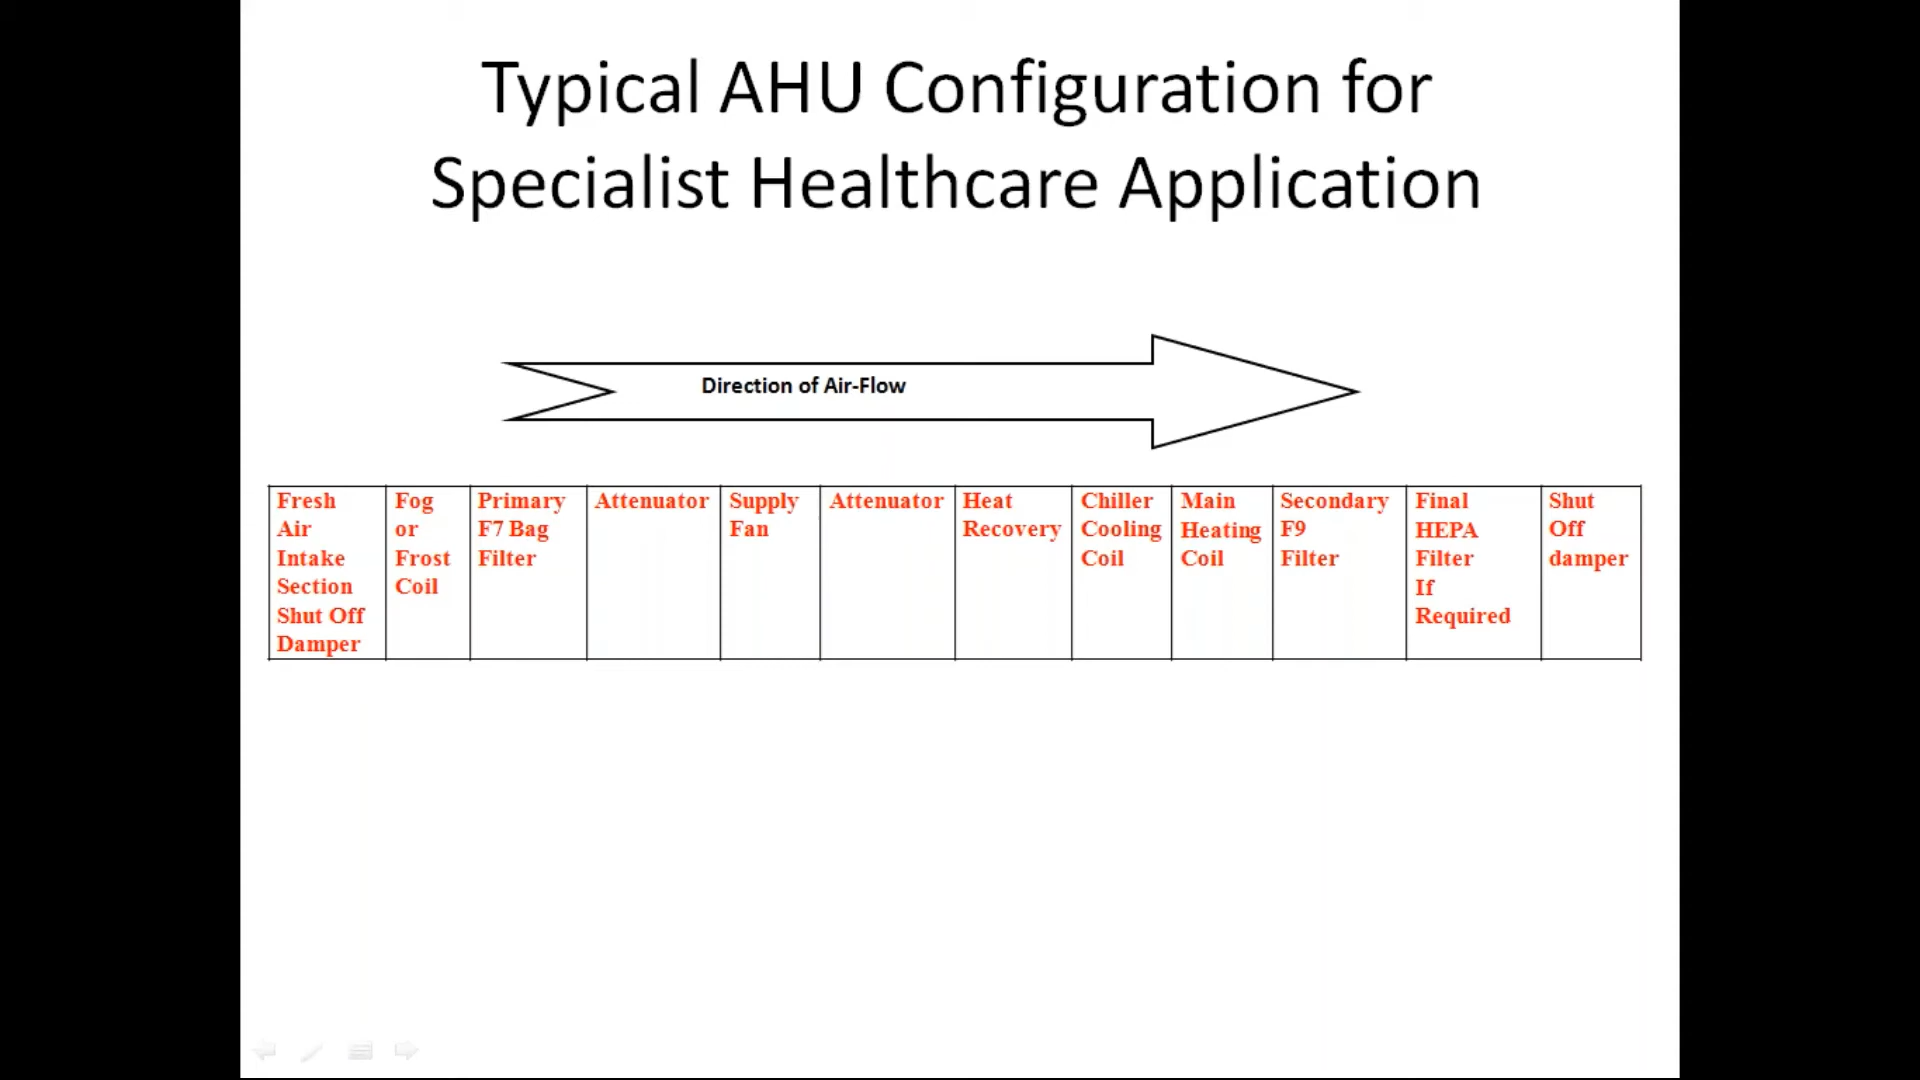 Typical AHU Configuration for
Specialist Healthcare Application
Direction of Air-Flow
Fresh
Air
Intake
Section
Shut Off
Damper
Fog
or
Frost
Coil
Primary
F7 Bag
Filter
Attenuator
Supply
Fan
Attenuator
Heat
Recovery
Chiller
Cooling
Coil
Main
Heating
Coil
Secondary
F9
Filter
Final
HEPA
Filter
If
Required
Shut
Off
damper